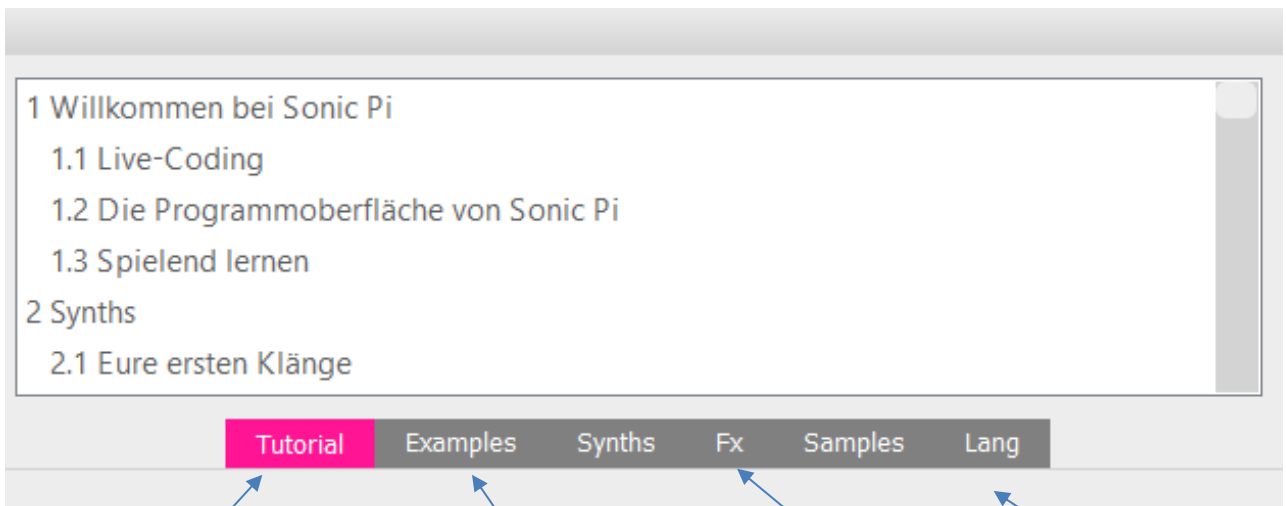 1 Willkommen bei Sonic Pi
1.1 Live-Coding
1.2 Die Programmoberfläche von Sonic Pi
1.3 Spielend lernen
2 Synths
2.1 Eure ersten Klänge
Tutorial Examples Synths Fx Samples Lang